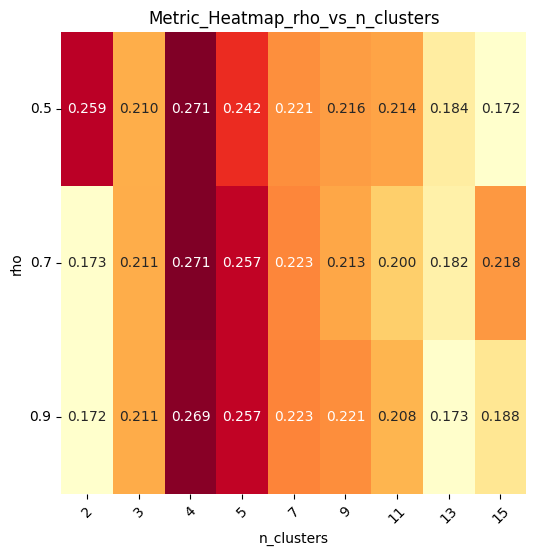 Metric_Heatmap_rho_vs_n_clusters
0.5 0.259 0.210 0.271 0.242 0.221 0.216 0.214 0.184 0.172
rho
0.7 0.173 0.211 0.271 0.257 0.223 0.213 0.200 0.182 0.218
0.9 0.172 0.211 0.269 0.257 0.223 0.221 0.208 0.173 0.188
2 3 4 5 7 9 11 13 15
n_clusters